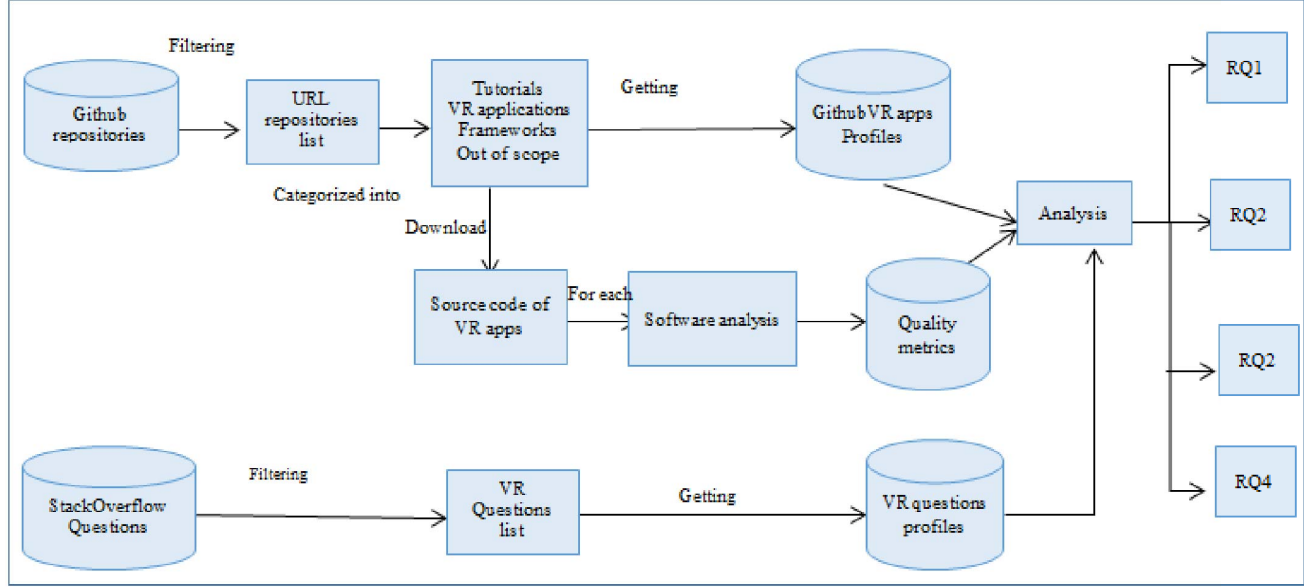 Filtering
Github
repositories
URL
repositories
list
Categorized into
Tutorials
VR applications
Frameworks
Out of scope
Getting
Github VR apps
Profiles
Download
Source code of
VR apps
For each
Software analysis
Quality
metrics
Analysis
RQ1
RQ2
RQ2
RQ4
StackOverflow
Questions
Filtering
VR
Questions
list
Getting
VR questions
profiles